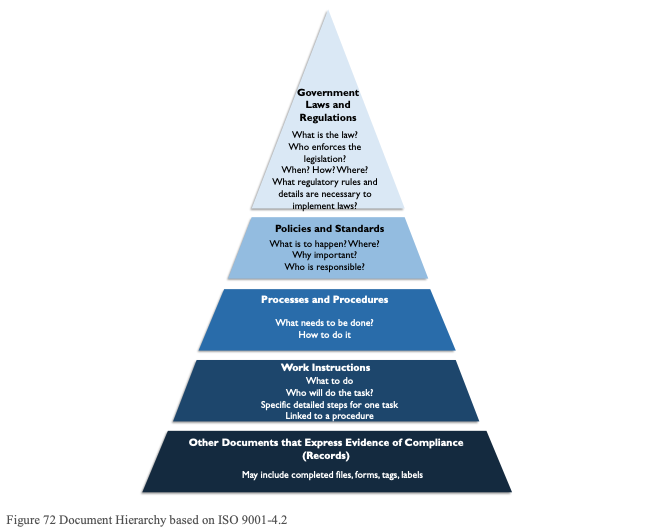 Government
Laws and
Regulations
What is the law?
Who enforces the
legislation?
When? How? Where?
What regulatory rules and
details are necessary to
implement laws?
Policies and Standards
What is to happen? Where?
Why important?
Who is responsible?
Processes and Procedures
What needs to be done?
How to do it
Work Instructions
What to do
Who will do the task?
Specific detailed steps for one task
Linked to a procedure
Other Documents that Express Evidence of Compliance
(Records)
May include completed files, forms, tags, labels
Figure 72 Document Hierarchy based on ISO 9001-4.2